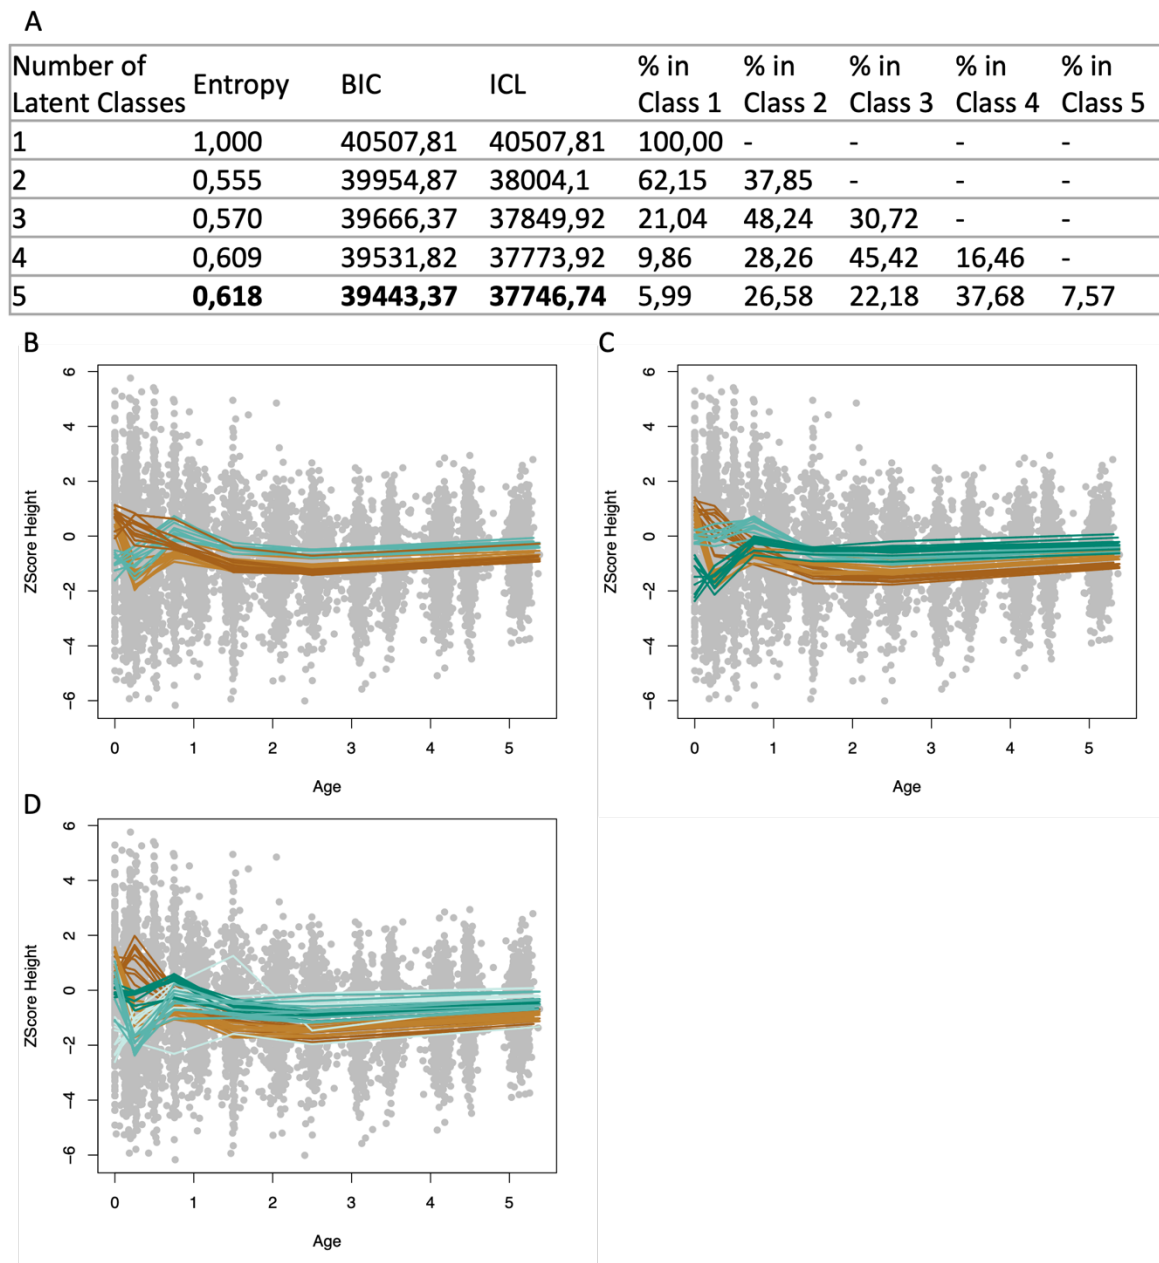 A
Number of Latent Classes Entropy BIC ICL % in Class 1 % in Class 2 % in Class 3 % in Class 4 % in Class 5
1 1,000 40507,81 40507,81 100,00 - - - -
2 0,555 39954,87 38004,1 62,15 37,85 - - -
3 0,570 39666,37 37849,92 21,04 48,24 30,72 - -
4 0,609 39531,82 37773,92 9,86 28,26 45,42 16,46 -
5 0,618 39443,37 37746,74 5,99 26,58 22,18 37,68 7,57
B
ZScore Height
6
4
2
0
−2
−4
−6
0 1 2 3 4 5
Age
C
ZScore Height
6
4
2
0
−2
−4
−6
0 1 2 3 4 5
Age
D
ZScore Height
6
4
2
0
−2
−4
−6
0 1 2 3 4 5
Age